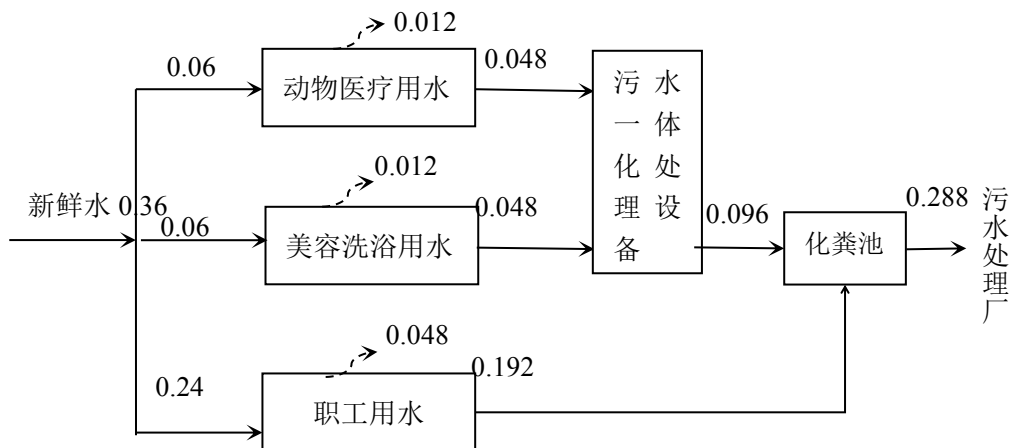 0.012
0.06
动物医疗用水
0.048
污水
一体
化处
理设
备
新鲜水 0.36
0.06
0.012
美容洗浴用水
0.048
0.096
化粪池
0.288
污水处理厂
0.24
0.048
职工用水
0.192